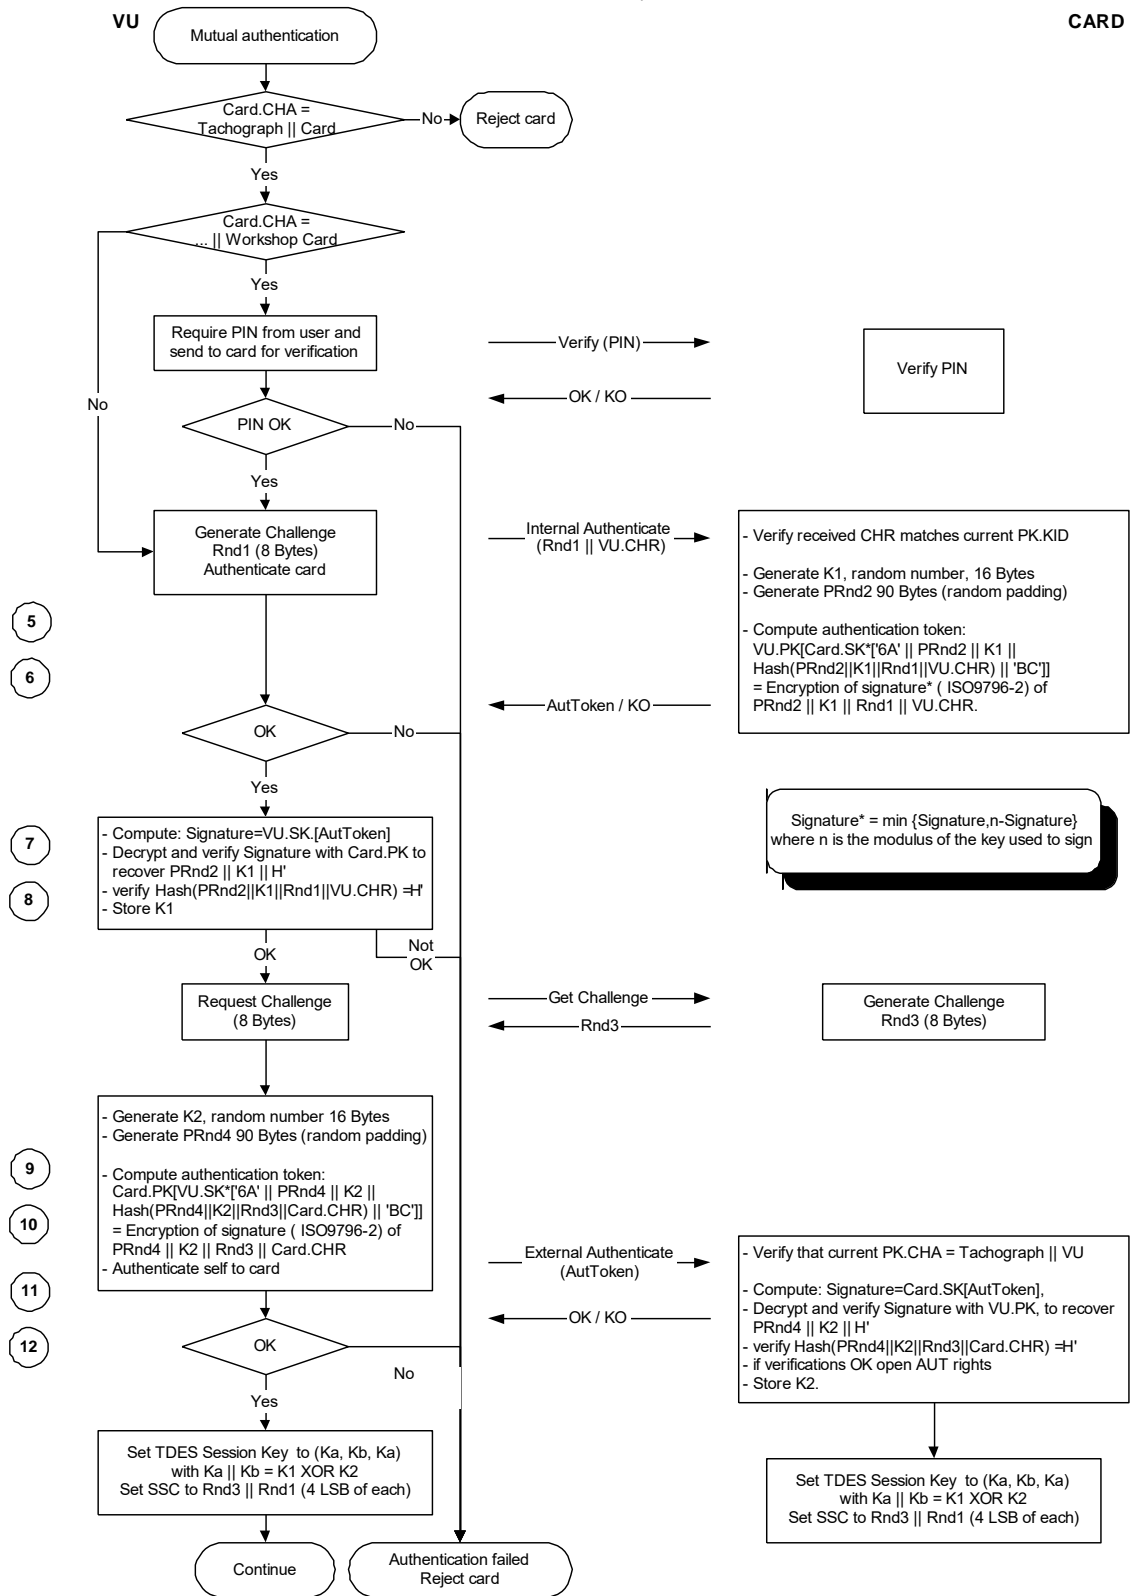 VU
CARD
Mutual authentication
Card.CHA =
Tachograph || Card
No
Reject card
Yes
Card.CHA =
... || Workshop Card
Yes
Require PIN from user and
send to card for verification
Verify (PIN)
Verify PIN
OK / KO
No
PIN OK
No
Yes
Generate Challenge
Rnd1 (8 Bytes)
Authenticate card
Internal Authenticate
(Rnd1 || VU.CHR)
- Verify received CHR matches current PK.KID
- Generate K1, random number, 16 Bytes
- Generate PRnd2 90 Bytes (random padding)
- Compute authentication token:
VU.PK[Card.SK*['6A' || PRnd2 || K1 ||
Hash(PRnd2||K1||Rnd1||VU.CHR) || 'BC']]
= Encryption of signature* ( ISO9796-2) of
PRnd2 || K1 || Rnd1 || VU.CHR.
5
6
AutToken / KO
OK
No
Yes
7
8
- Compute: Signature=VU.SK.[AutToken]
- Decrypt and verify Signature with Card.PK to
recover PRnd2 || K1 || H'
- verify Hash(PRnd2||K1||Rnd1||VU.CHR) =H'
- Store K1
Signature* = min {Signature,n-Signature}
where n is the modulus of the key used to sign
OK
Not
OK
Request Challenge
(8 Bytes)
Get Challenge
Rnd3
Generate Challenge
Rnd3 (8 Bytes)
- Generate K2, random number 16 Bytes
- Generate PRnd4 90 Bytes (random padding)
- Compute authentication token:
Card.PK[VU.SK*['6A' || PRnd4 || K2 ||
Hash(PRnd4||K2||Rnd3||Card.CHR) || 'BC']]
= Encryption of signature ( ISO9796-2) of
PRnd4 || K2 || Rnd3 || Card.CHR
- Authenticate self to card
9
10
11
12
External Authenticate
(AutToken)
OK / KO
- Verify that current PK.CHA = Tachograph || VU
- Compute: Signature=Card.SK[AutToken],
- Decrypt and verify Signature with VU.PK, to recover
PRnd4 || K2 || H'
- verify Hash(PRnd4||K2||Rnd3||Card.CHR) =H'
- if verifications OK open AUT rights
- Store K2.
OK
No
Yes
Set TDES Session Key to (Ka, Kb, Ka)
with Ka || Kb = K1 XOR K2
Set SSC to Rnd3 || Rnd1 (4 LSB of each)
Set TDES Session Key to (Ka, Kb, Ka)
with Ka || Kb = K1 XOR K2
Set SSC to Rnd3 || Rnd1 (4 LSB of each)
Continue
Authentication failed
Reject card